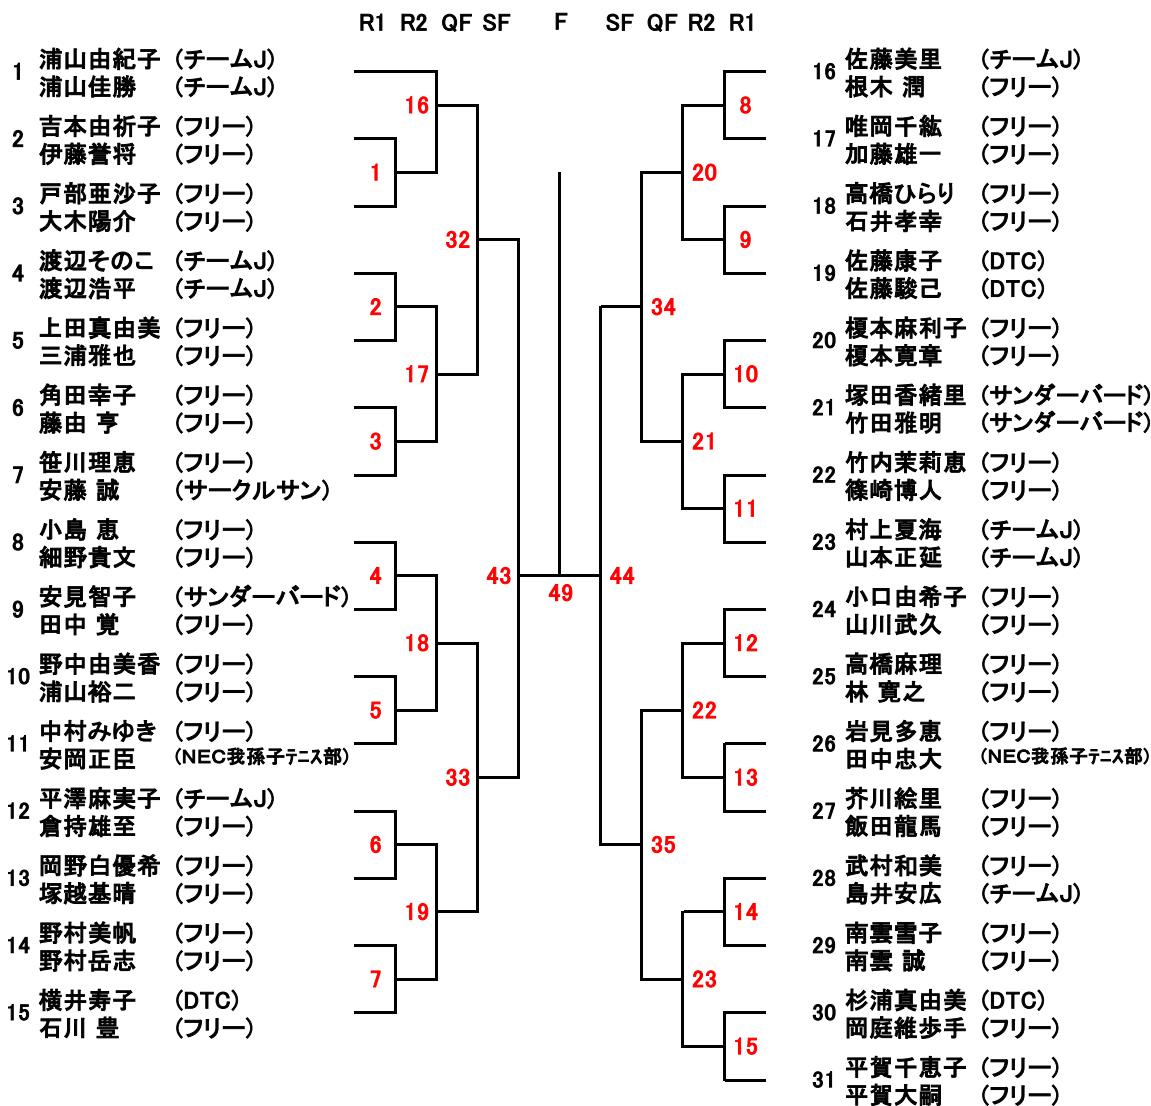 R1 R2 QF SF F SF QF R2 R1
1 浦山由紀子 (チームJ)
浦山佳勝 (チームJ)
2 吉本由祈子 (フリー)
伊藤誉将 (フリー)
3 戸部亜沙子 (フリー)
大木陽介 (フリー)
4 渡辺そのこ (チームJ)
渡辺浩平 (チームJ)
5 上田真由美 (フリー)
三浦雅也 (フリー)
6 角田幸子 (フリー)
藤由 亨 (フリー)
7 笹川理恵 (フリー)
安藤 誠 (サークルサン)
8 小島 恵 (フリー)
細野貴文 (フリー)
9 安見智子 (サンダーバード)
田中 覚 (フリー)
10 野中由美香 (フリー)
浦山裕二 (フリー)
11 中村みゆき (フリー)
安岡正臣 (NEC我孫子テニス部)
12 平澤麻実子 (チームJ)
倉持雄至 (フリー)
13 岡野白優希 (フリー)
塚越基晴 (フリー)
14 野村美帆 (フリー)
野村岳志 (フリー)
15 横井寿子 (DTC)
石川 豊 (フリー)
1
2
3
4
5
6
7
16
17
18
19
32
33
43
49
44
34
35
20
21
22
23
8
9
10
11
12
13
14
15
16 佐藤美里 (チームJ)
根木 潤 (フリー)
17 唯岡千紘 (フリー)
加藤雄一 (フリー)
18 高橋ひらり (フリー)
石井孝幸 (フリー)
19 佐藤康子 (DTC)
佐藤駿己 (DTC)
20 榎本麻利子 (フリー)
榎本寛章 (フリー)
21 塚田香緒里 (サンダーバード)
竹田雅明 (サンダーバード)
22 竹内茉莉恵 (フリー)
篠崎博人 (フリー)
23 村上夏海 (チームJ)
山本正延 (チームJ)
24 小口由希子 (フリー)
山川武久 (フリー)
25 高橋麻理 (フリー)
林 寛之 (フリー)
26 岩見多恵 (フリー)
田中忠大 (NEC我孫子テニス部)
27 芥川絵里 (フリー)
飯田龍馬 (フリー)
28 武村和美 (フリー)
島井安広 (チームJ)
29 南雲雪子 (フリー)
南雲 誠 (フリー)
30 杉浦真由美 (DTC)
岡庭維歩手 (フリー)
31 平賀千恵子 (フリー)
平賀大嗣 (フリー)